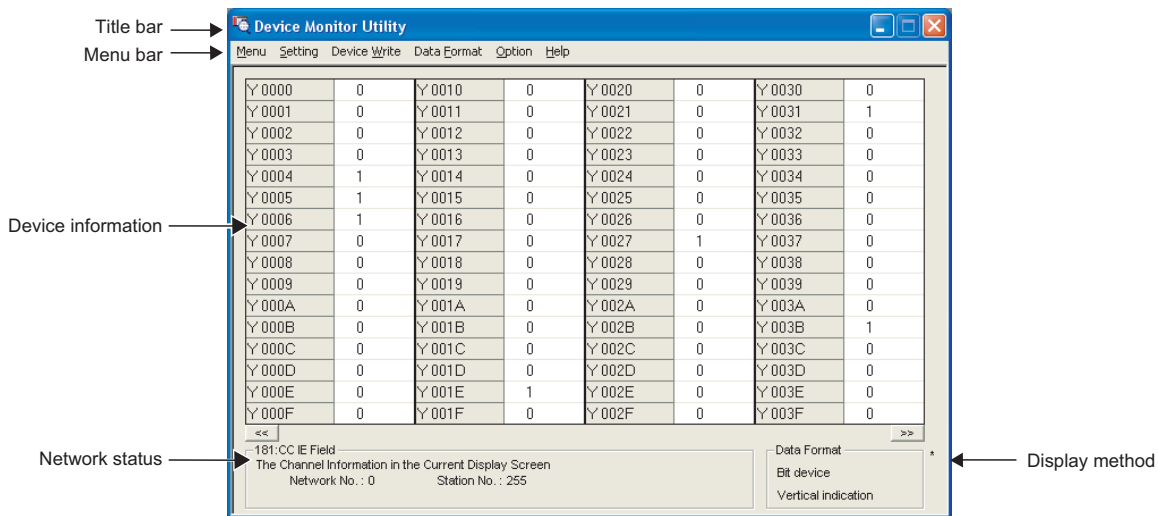 Title bar
Device Monitor Utility
Menu bar
Menu Setting Device Write Data Format Option Help
Y 0000 0 Y 0010 0 Y 0020 0 Y 0030 0
Y 0001 0 Y 0011 0 Y 0021 0 Y 0031 1
Y 0002 0 Y 0012 0 Y 0022 0 Y 0032 0
Y 0003 0 Y 0013 0 Y 0023 0 Y 0033 0
Y 0004 1 Y 0014 0 Y 0024 0 Y 0034 0
Y 0005 1 Y 0015 0 Y 0025 0 Y 0035 0
Device information
Y 0006 1 Y 0016 0 Y 0026 0 Y 0036 0
Y 0007 0 Y 0017 0 Y 0027 1 Y 0037 0
Y 0008 0 Y 0018 0 Y 0028 0 Y 0038 0
Y 0009 0 Y 0019 0 Y 0029 0 Y 0039 0
Y 000A 0 Y 001A 0 Y 002A 0 Y 003A 0
Y 000B 0 Y 001B 0 Y 002B 0 Y 003B 1
Y 000C 0 Y 001C 0 Y 002C 0 Y 003C 0
Y 000D 0 Y 001D 0 Y 002D 0 Y 003D 0
Y 000E 0 Y 001E 1 Y 002E 0 Y 003E 0
Y 000F 0 Y 001F 0 Y 002F 0 Y 003F 0
<< >>
Network status
181:CC IE Field
The Channel Information in the Current Display Screen
Network No. : 0 Station No. : 255
Data Format
Bit device
Vertical indication
*
Display method